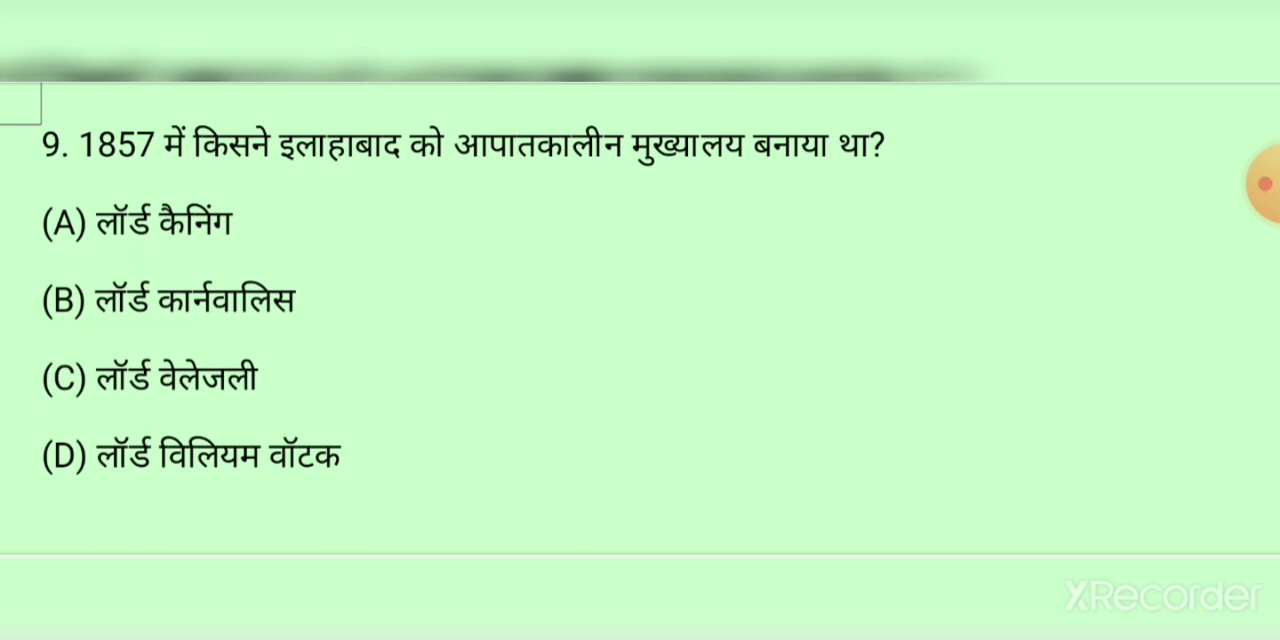 9. 1857 में किसने इलाहाबाद को आपातकालीन मुख्यालय बनाया था?
(A) लॉर्ड कैनिंग
(B) लॉर्ड कार्नवालिस
(C) लॉर्ड वेलेजली
(D) लॉर्ड विलियम वॉटक
XRecorder